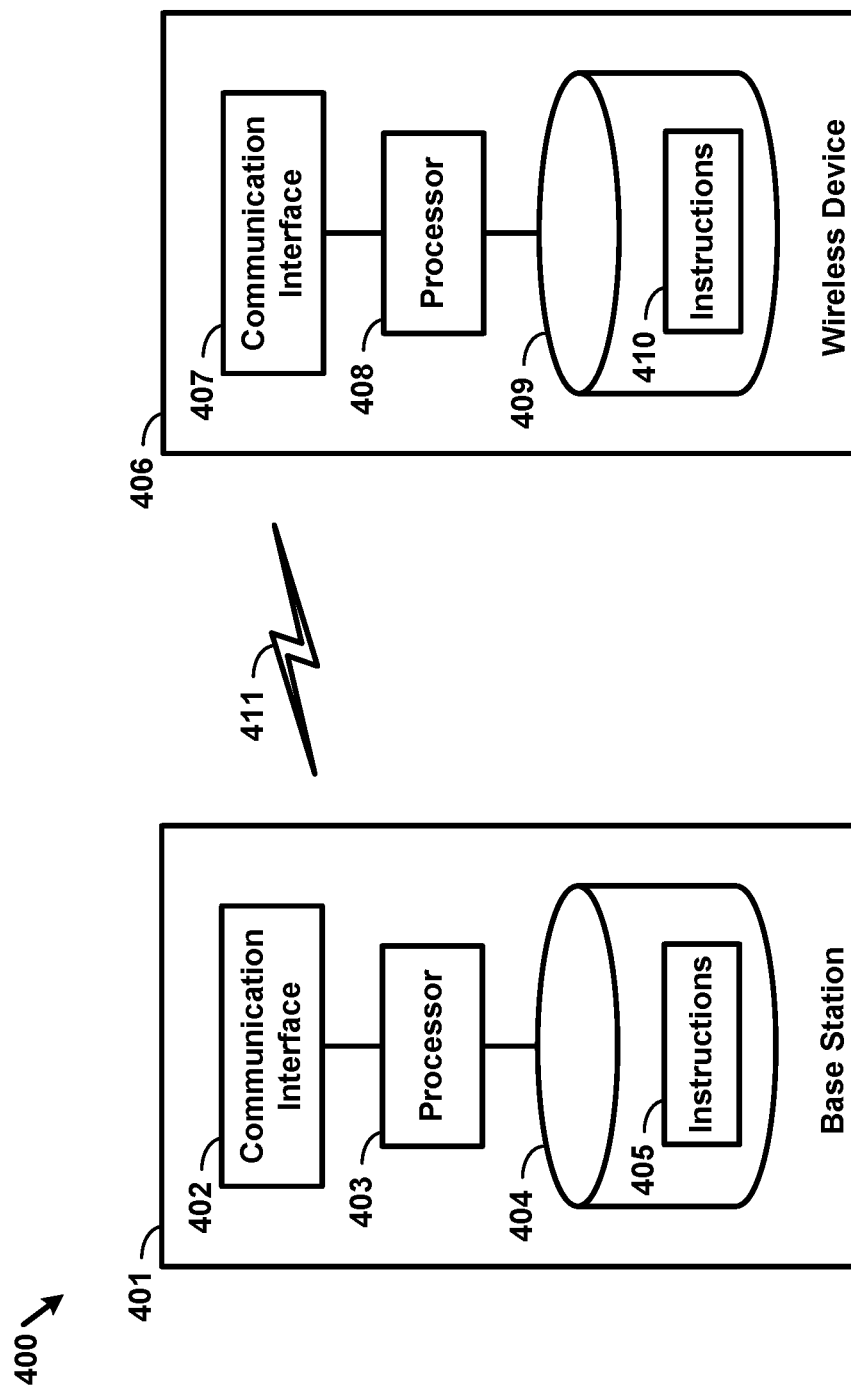 400
401
402
Communication
Interface
403
Processor
404
405
Instructions
Base Station
411
406
407
Communication
Interface
408
Processor
409
410
Instructions
Wireless Device